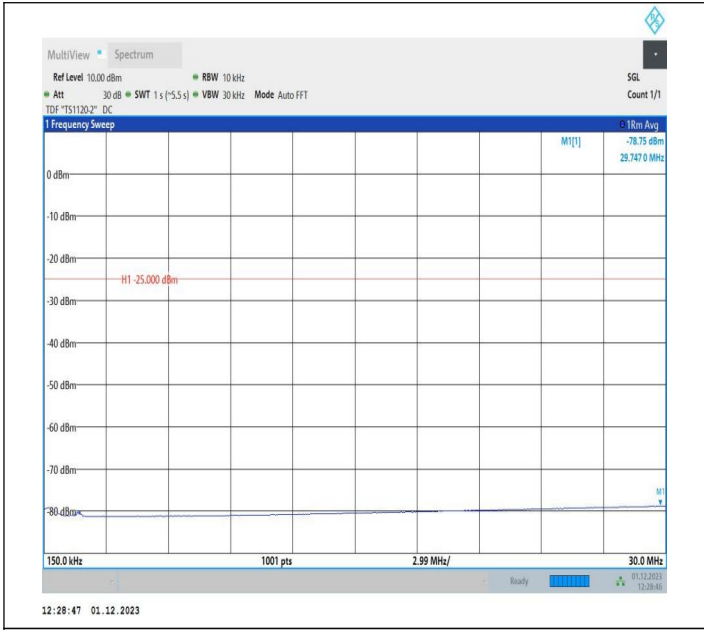 R&S
MultiView Spectrum
Ref Level 10.00 dBm RBW 10 kHz SGL
Att 30 dB SWT 1 s (~5.5 s) VBW 30 kHz Mode Auto FFT Count 1/1
TDF "TS1120-2" DC
1 Frequency Sweep 1Rm Avg
M1[1] -78.75 dBm
29.747 0 MHz
0 dBm
-10 dBm
-20 dBm
H1 -25.000 dBm
-30 dBm
-40 dBm
-50 dBm
-60 dBm
-70 dBm
M1
-80 dBm
150.0 kHz 1001 pts 2.99 MHz/ 30.0 MHz
Ready 01.12.2023
12:28:46
12:28:47 01.12.2023